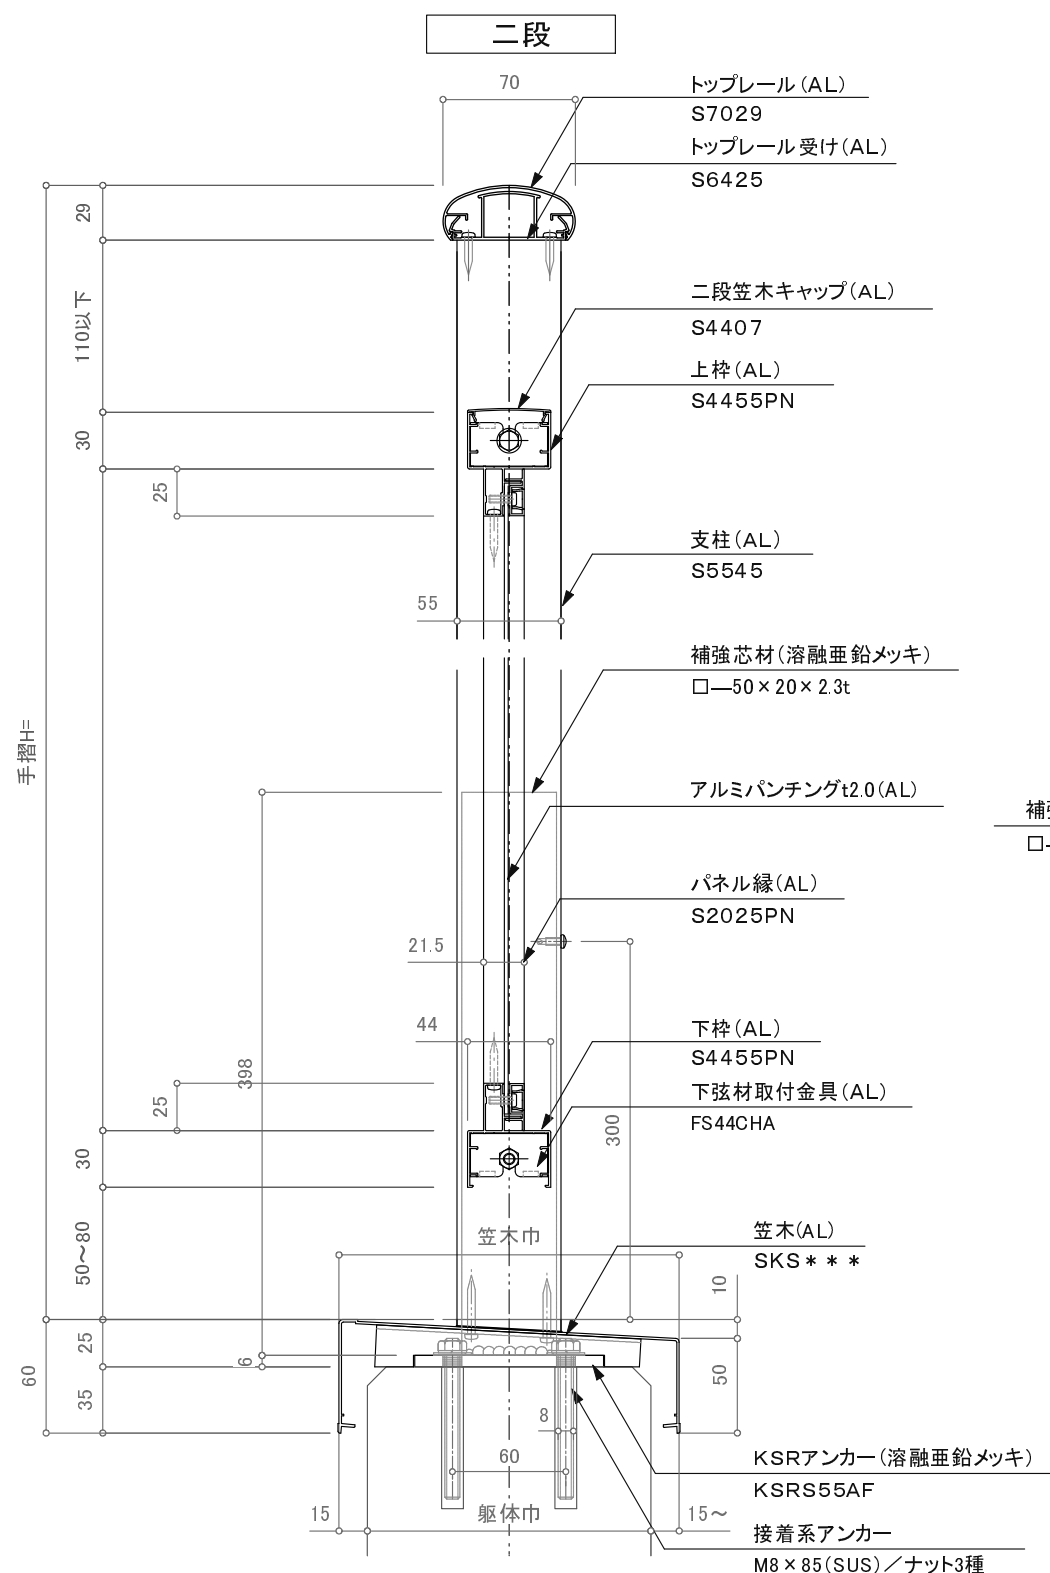 二段
70
トップレール(AL)
S7029
トップレール受け(AL)
S6425
29
110以下
二段笠木キャップ(AL)
S4407
上枠(AL)
S4455PN
30
25
支柱(AL)
S5545
55
補強芯材(溶融亜鉛メッキ)
□―50×20×2.3t
手摺H=
アルミパンチングt2.0(AL)
補強
□-
パネル縁(AL)
S2025PN
21.5
44
下枠(AL)
S4455PN
398
25
下弦材取付金具(AL)
FS44CHA
300
30
50～80
笠木巾
笠木(AL)
SKS＊＊＊
10
25
6
60
35
50
8
60
KSRアンカー(溶融亜鉛メッキ)
KSRS55AF
15
躯体巾
15～
接着系アンカー
M8×85(SUS)／ナット3種